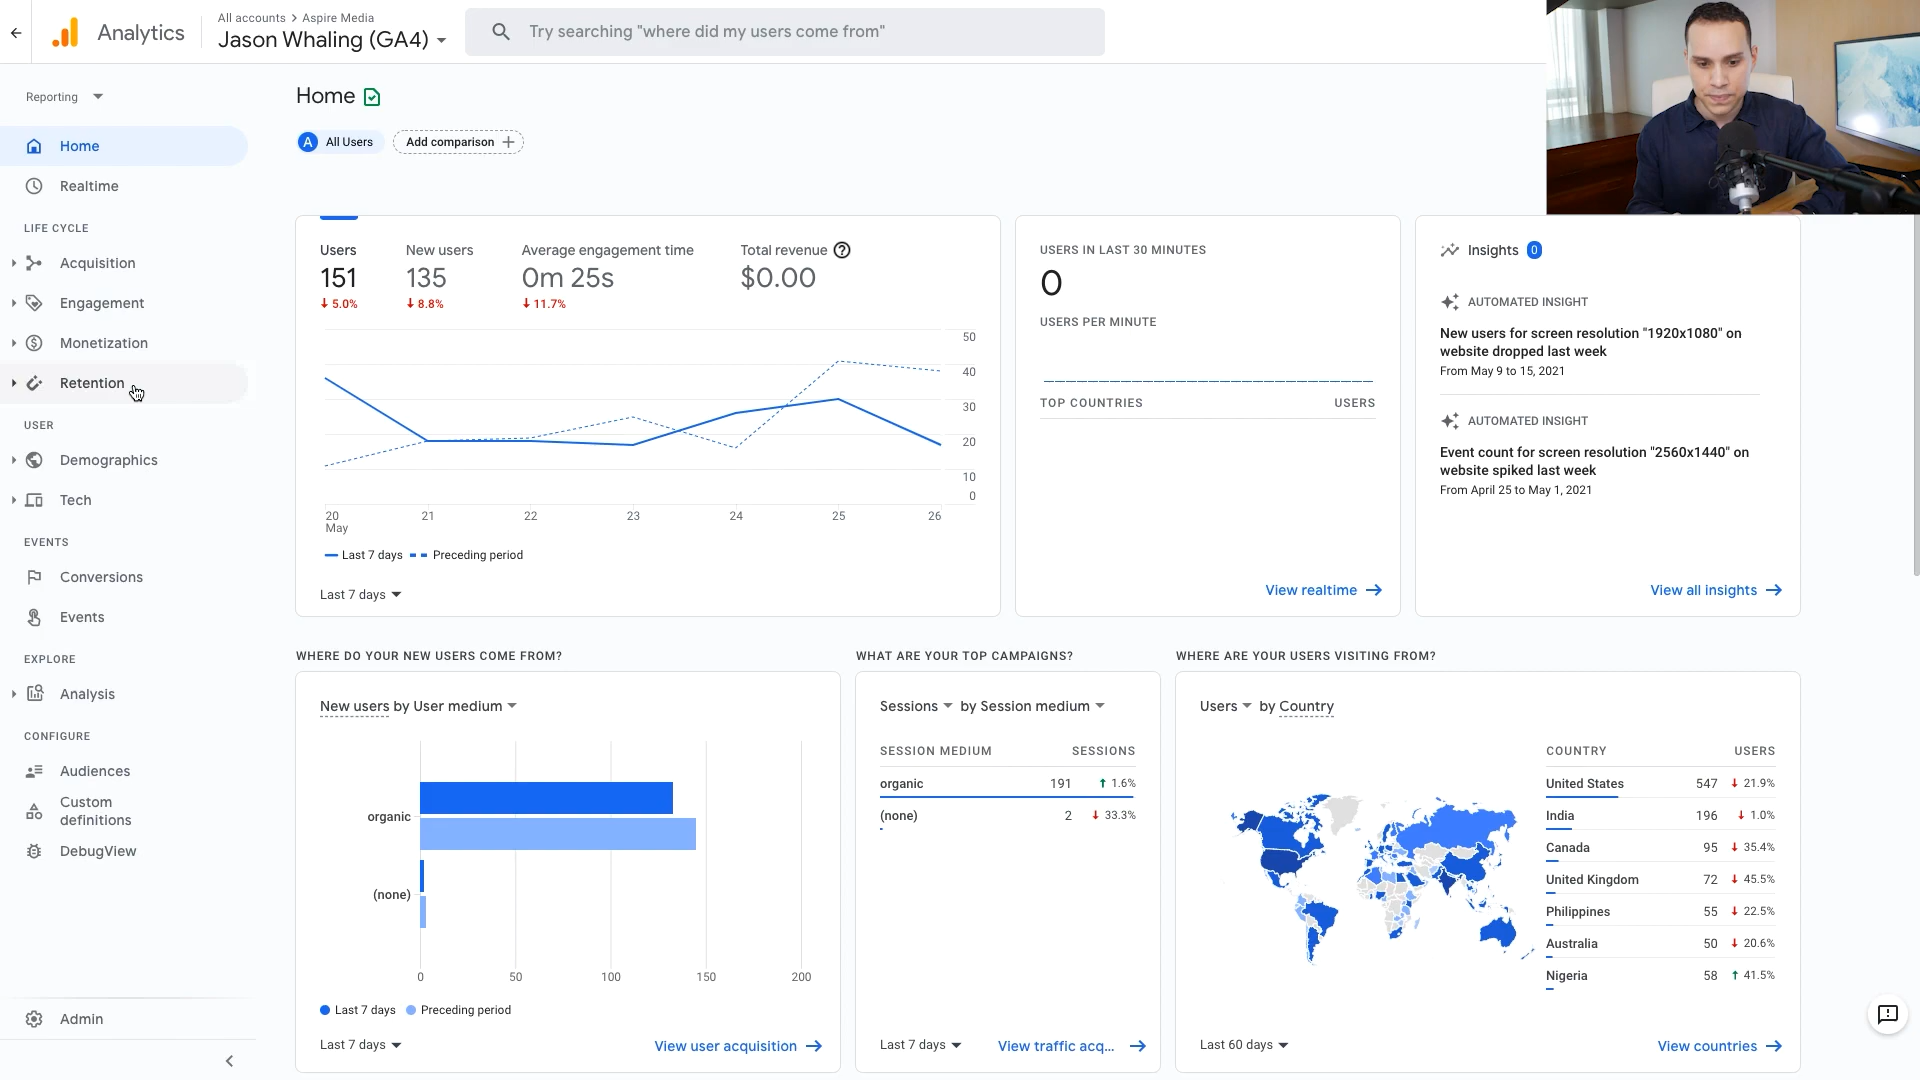 Analytics
All accounts > Aspire Media
Jason Whaling (GA4)
Try searching "where did my users come from"
Reporting
Home
Realtime
LIFE CYCLE
Acquisition
Engagement
Monetization
Retention
USER
Demographics
Tech
EVENTS
Conversions
Events
EXPLORE
Analysis
CONFIGURE
Audiences
Custom
definitions
DebugView
Admin
Home
A All Users
Add comparison
Users New users Average engagement time Total revenue
151 135 0m 25s $0.00
5.0% 8.8% 11.7%
50
40
30
20
10
0
20 21 22 23 24 25 26
May
Last 7 days Preceding period
Last 7 days
USERS IN LAST 30 MINUTES
0
USERS PER MINUTE
TOP COUNTRIES USERS
View realtime
Insights 0
AUTOMATED INSIGHT
New users for screen resolution "1920x1080" on
website dropped last week
From May 9 to 15, 2021
AUTOMATED INSIGHT
Event count for screen resolution "2560x1440" on
website spiked last week
From April 25 to May 1, 2021
View all insights
WHERE DO YOUR NEW USERS COME FROM?
New users by User medium
organic
(none)
0 50 100 150 200
Last 7 days Preceding period
Last 7 days
View user acquisition
WHAT ARE YOUR TOP CAMPAIGNS?
Sessions by Session medium
SESSION MEDIUM SESSIONS
organic 191 1.6%
(none) 2 33.3%
Last 7 days
View traffic acq...
WHERE ARE YOUR USERS VISITING FROM?
Users by Country
COUNTRY USERS
United States 547 21.9%
India 196 1.0%
Canada 95 35.4%
United Kingdom 72 45.5%
Philippines 55 22.5%
Australia 50 20.6%
Nigeria 58 41.5%
Last 60 days
View countries